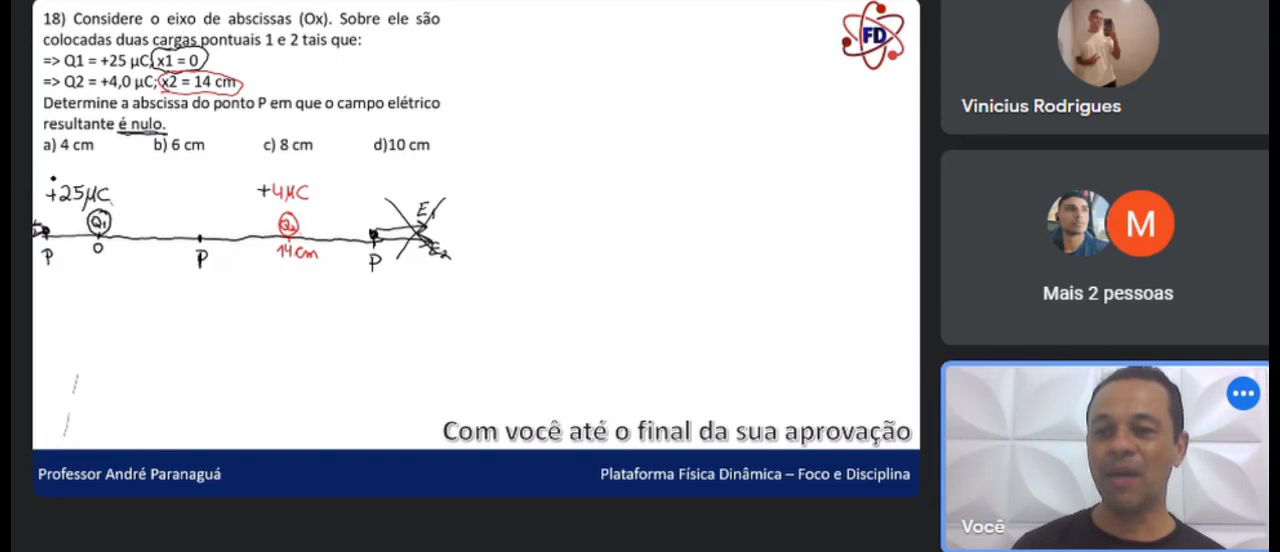 18) Considere o eixo de abscissas (Ox). Sobre ele são
colocadas duas cargas pontuais 1 e 2 tais que:
=> Q1 = +25 µC; x1 = 0
=> Q2 = +4,0 µC; x2 = 14 cm
Determine a abscissa do ponto P em que o campo elétrico
resultante é nulo.
a) 4 cm b) 6 cm c) 8 cm d)10 cm
FD
+25µC +4µC
Q1 Q2 E1
E2
P O P 14cm P
Com você até o final da sua aprovação
Professor André Paranaguá Plataforma Física Dinâmica – Foco e Disciplina
Vinicius Rodrigues
M
Mais 2 pessoas
Você